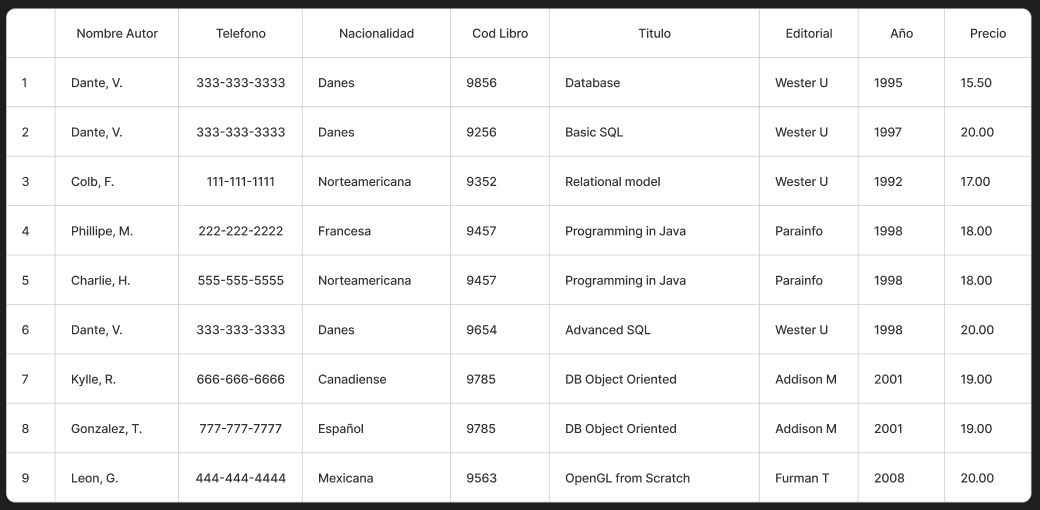 Nombre Autor Telefono Nacionalidad Cod Libro Titulo Editorial Año Precio
1 Dante, V. 333-333-3333 Danes 9856 Database Wester U 1995 15.50
2 Dante, V. 333-333-3333 Danes 9256 Basic SQL Wester U 1997 20.00
3 Colb, F. 111-111-1111 Norteamericana 9352 Relational model Wester U 1992 17.00
4 Phillipe, M. 222-222-2222 Francesa 9457 Programming in Java Parainfo 1998 18.00
5 Charlie, H. 555-555-5555 Norteamericana 9457 Programming in Java Parainfo 1998 18.00
6 Dante, V. 333-333-3333 Danes 9654 Advanced SQL Wester U 1998 20.00
7 Kylle, R. 666-666-6666 Canadiense 9785 DB Object Oriented Addison M 2001 19.00
8 Gonzalez, T. 777-777-7777 Español 9785 DB Object Oriented Addison M 2001 19.00
9 Leon, G. 444-444-4444 Mexicana 9563 OpenGL from Scratch Furman T 2008 20.00